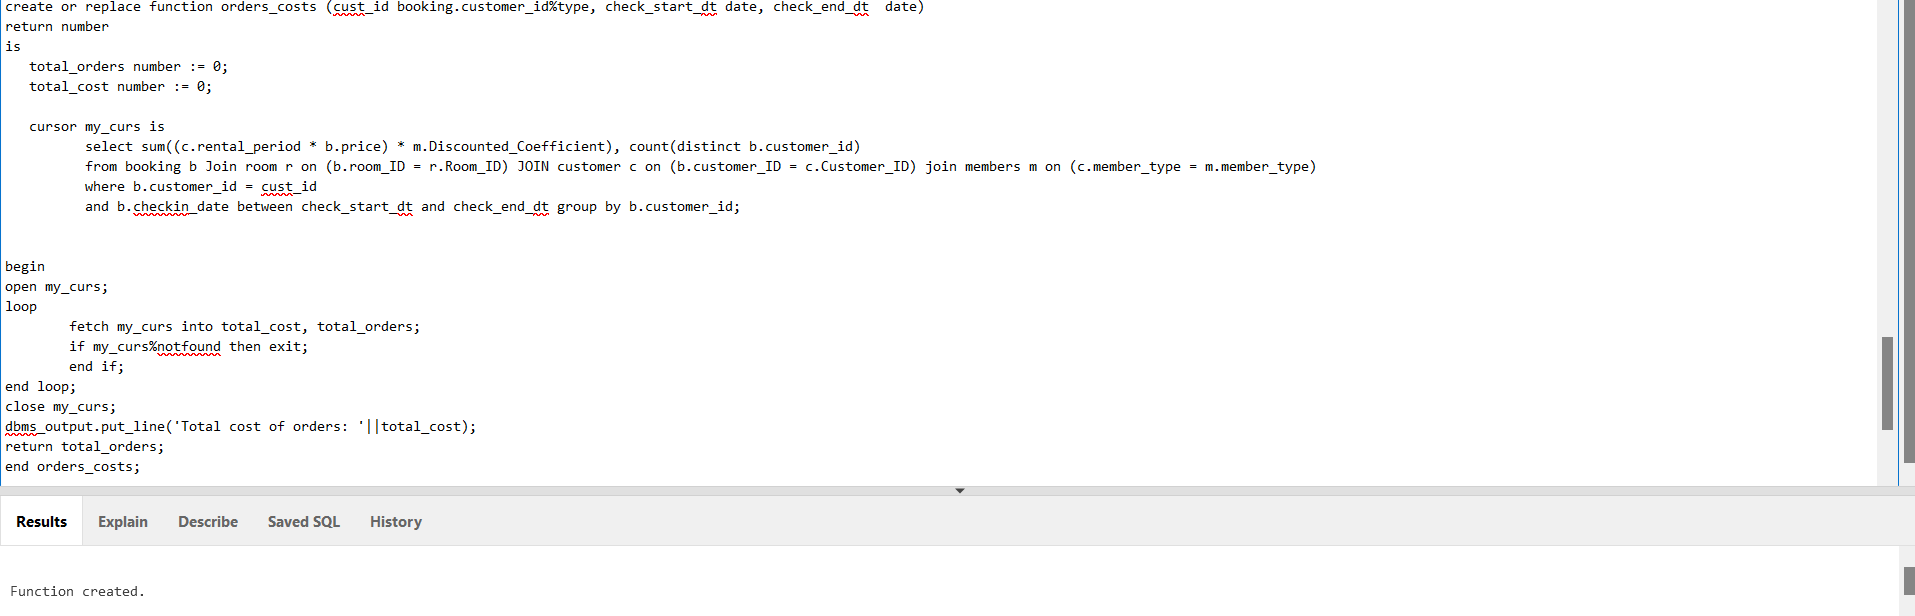 create or replace function orders_costs (cust_id booking.customer_id%type, check_start_dt date, check_end_dt  date)
return number
is
   total_orders number := 0;
   total_cost number := 0;
   cursor my_curs is
          select sum((c.rental_period * b.price) * m.Discounted_Coefficient), count(distinct b.customer_id)
          from booking b Join room r on (b.room_ID = r.Room_ID) JOIN customer c on (b.customer_ID = c.Customer_ID) join members m on (c.member_type = m.member_type)
          where b.customer_id = cust_id
          and b.checkin_date between check_start_dt and check_end_dt group by b.customer_id;
begin
open my_curs;
loop
        fetch my_curs into total_cost, total_orders;
        if my_curs%notfound then exit;
        end if;
end loop;
close my_curs;
dbms_output.put_line('Total cost of orders: '||total_cost);
return total_orders;
end orders_costs;
Results Explain Describe Saved SQL History
Function created.